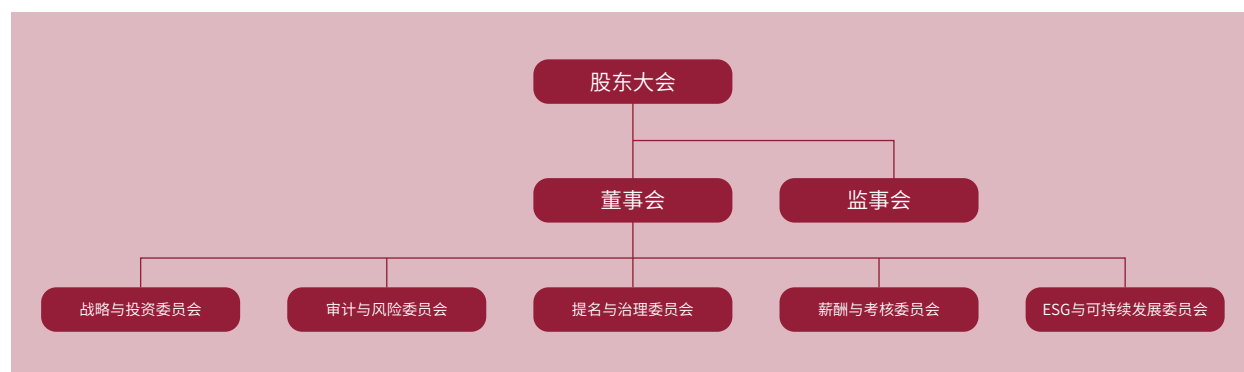 股东大会
董事会
监事会
战略与投资委员会
审计与风险委员会
提名与治理委员会
薪酬与考核委员会
ESG与可持续发展委员会